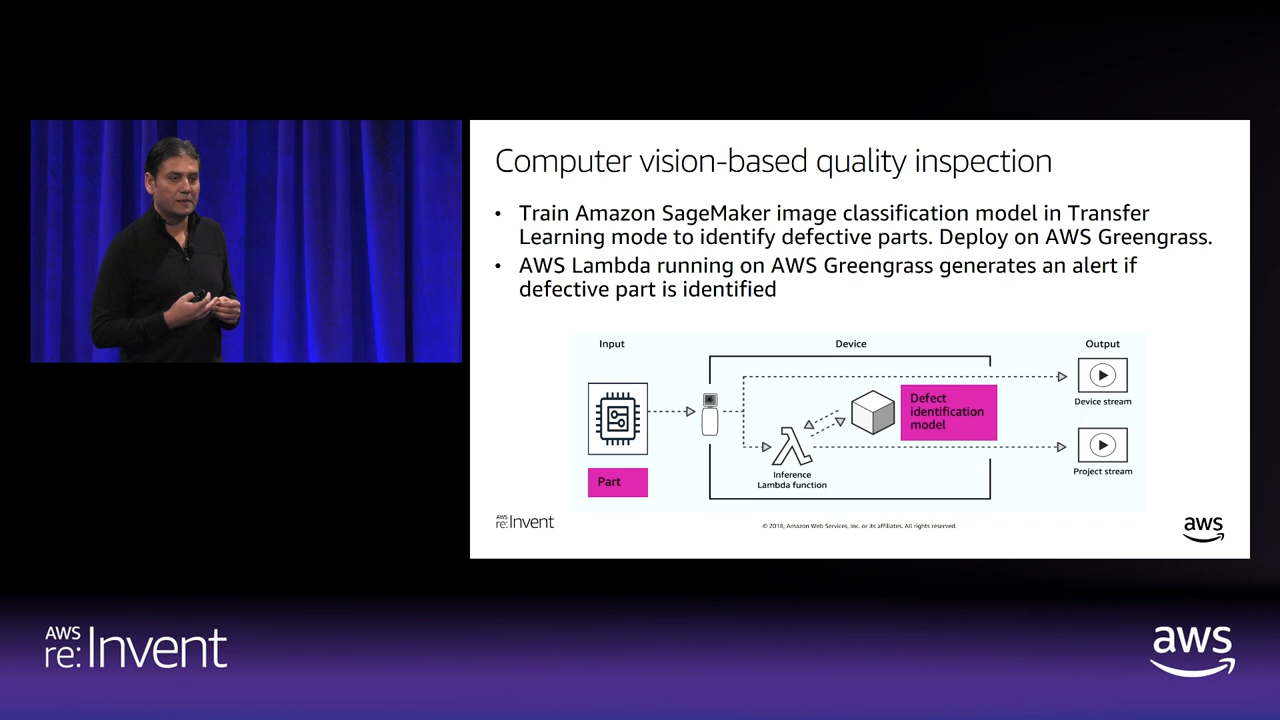 Computer vision-based quality inspection
• Train Amazon SageMaker image classification model in Transfer
Learning mode to identify defective parts. Deploy on AWS Greengrass.
• AWS Lambda running on AWS Greengrass generates an alert if
defective part is identified
Input
Device
Output
Defect
identification
model
Device stream
Part
Inference
Lambda function
Project stream
AWS
re:Invent
© 2018, Amazon Web Services, Inc. or its affiliates. All rights reserved.
aws
AWS
re:Invent
aws